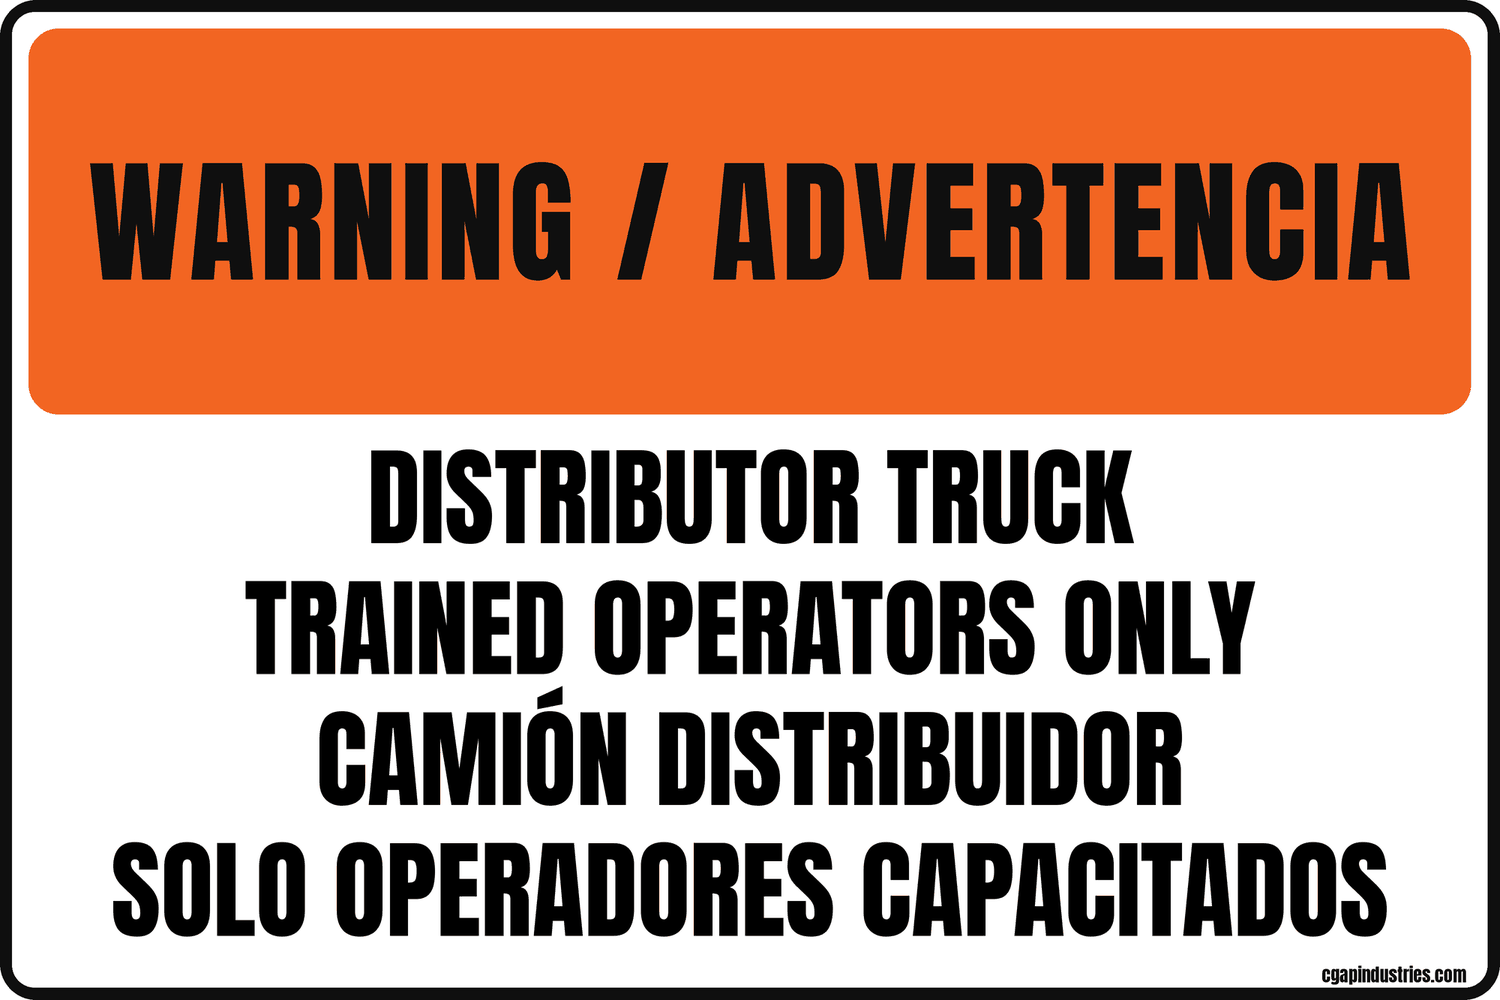 WARNING / ADVERTENCIA
DISTRIBUTOR TRUCK
TRAINED OPERATORS ONLY
CAMIÓN DISTRIBUIDOR
SOLO OPERADORES CAPACITADOS
cgapindustries.com